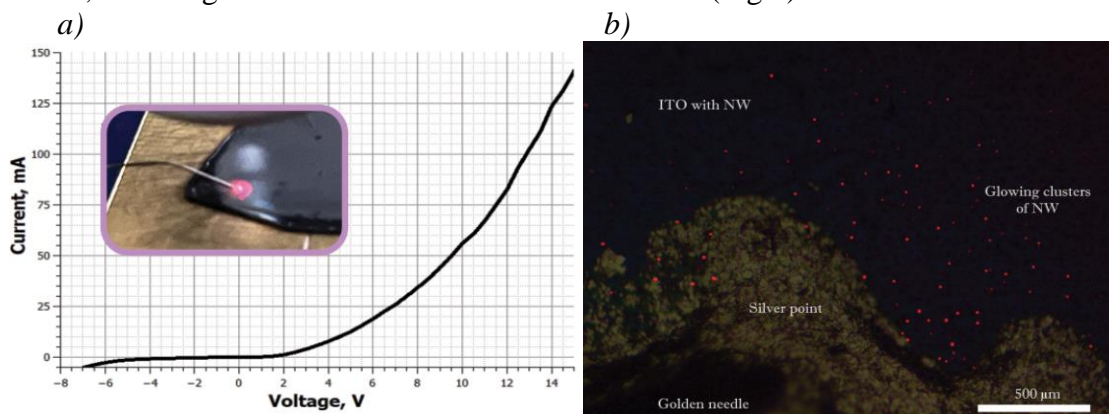 a)
b)
150
125
100
75
50
25
0
Current, mA
-8 -6 -4 -2 0 2 4 6 8 10 12 14
Voltage, V
ITO with NW
Glowing clusters
of NW
Silver point
Golden needle
500 µm